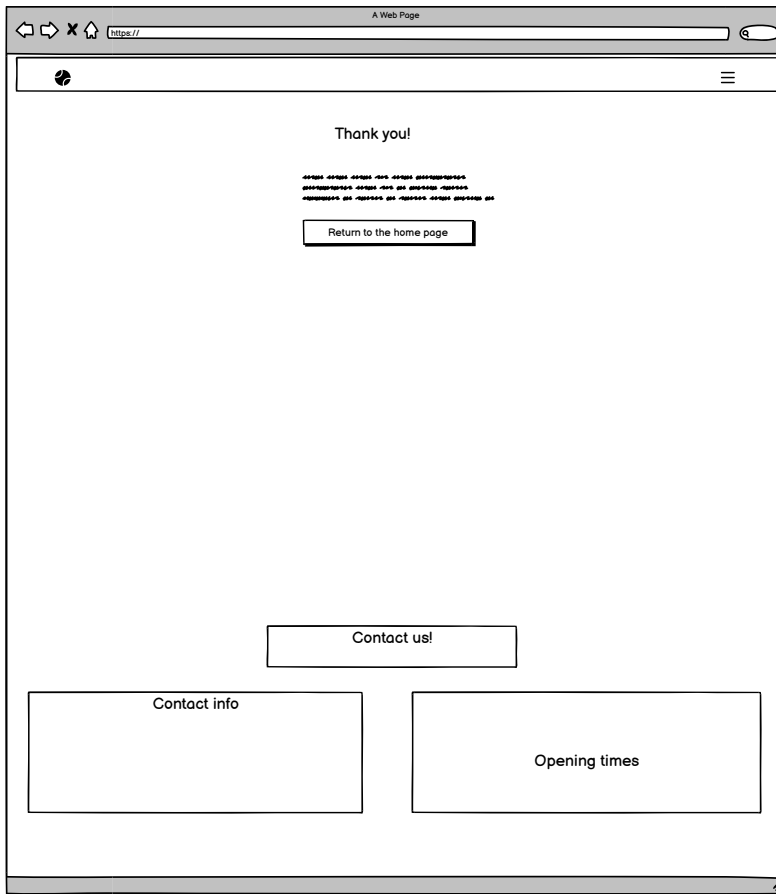 A Web Page
https://
Thank you!
Return to the home page
Contact us!
Contact info
Opening times